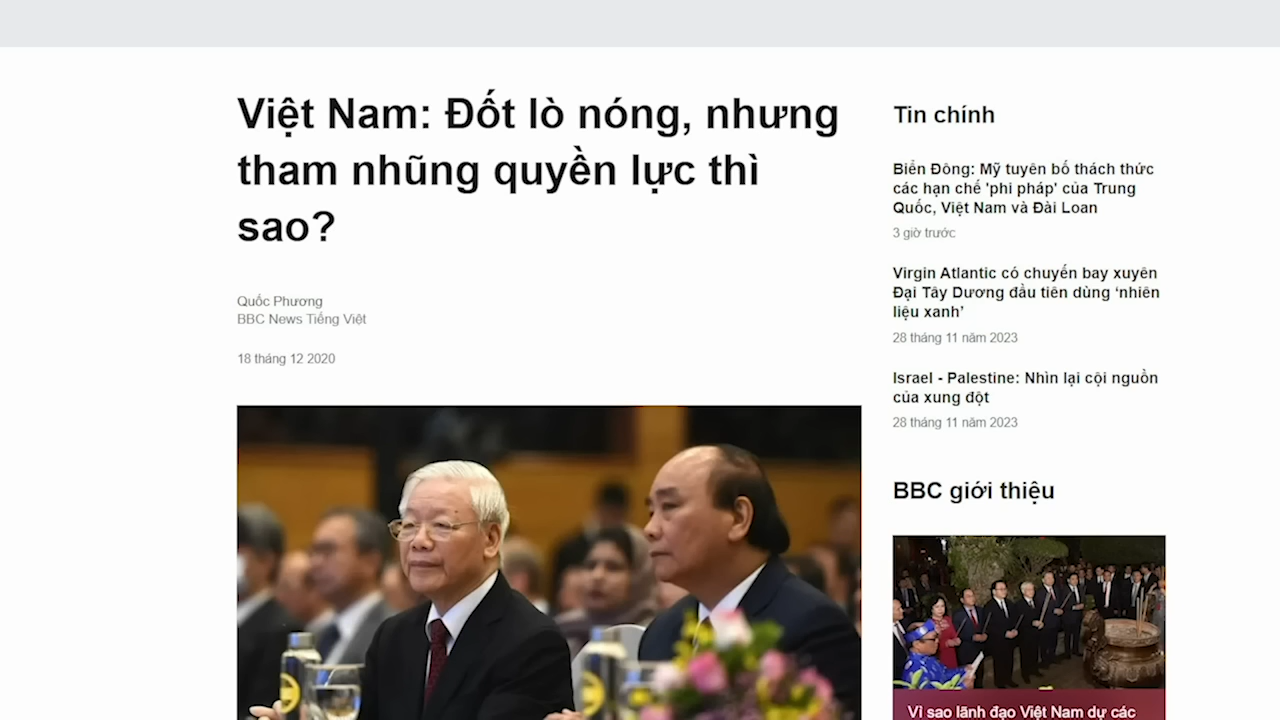 Việt Nam: Đốt lò nóng, nhưng
tham nhũng quyền lực thì
sao?
Quốc Phương
BBC News Tiếng Việt
18 tháng 12 2020
Tin chính
Biển Đông: Mỹ tuyên bố thách thức
các hạn chế 'phi pháp' của Trung
Quốc, Việt Nam và Đài Loan
3 giờ trước
Virgin Atlantic có chuyến bay xuyên
Đại Tây Dương đầu tiên dùng ‘nhiên
liệu xanh’
28 tháng 11 năm 2023
Israel - Palestine: Nhìn lại cội nguồn
của xung đột
28 tháng 11 năm 2023
BBC giới thiệu
Vì sao lãnh đạo Việt Nam dự các